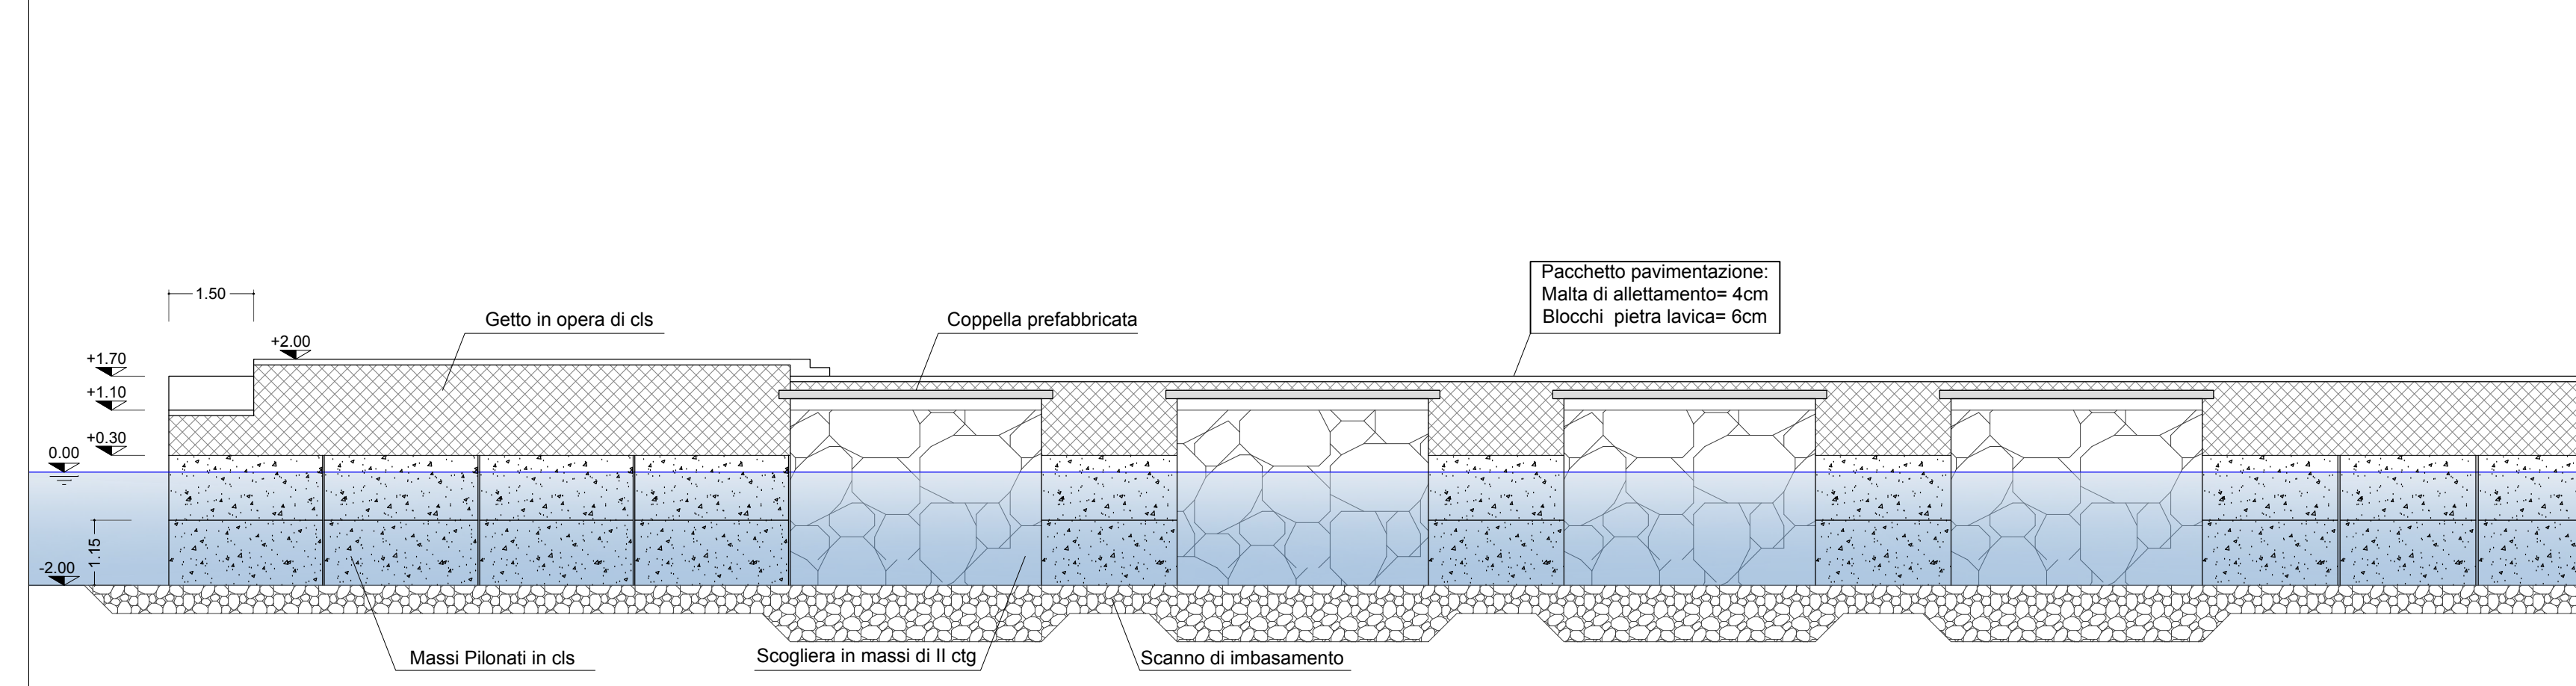 Pacchetto pavimentazione:
Malta di allettamento= 4cm
Blocchi pietra lavica= 6cm
1.50
Getto in opera di cls
Coppella prefabbricata
+2.00
+1.70
+1.10
+0.30
0.00
1.15
-2.00
Massi Pilonati in cls
Scogliera in massi di II ctg
Scanno di imbasamento